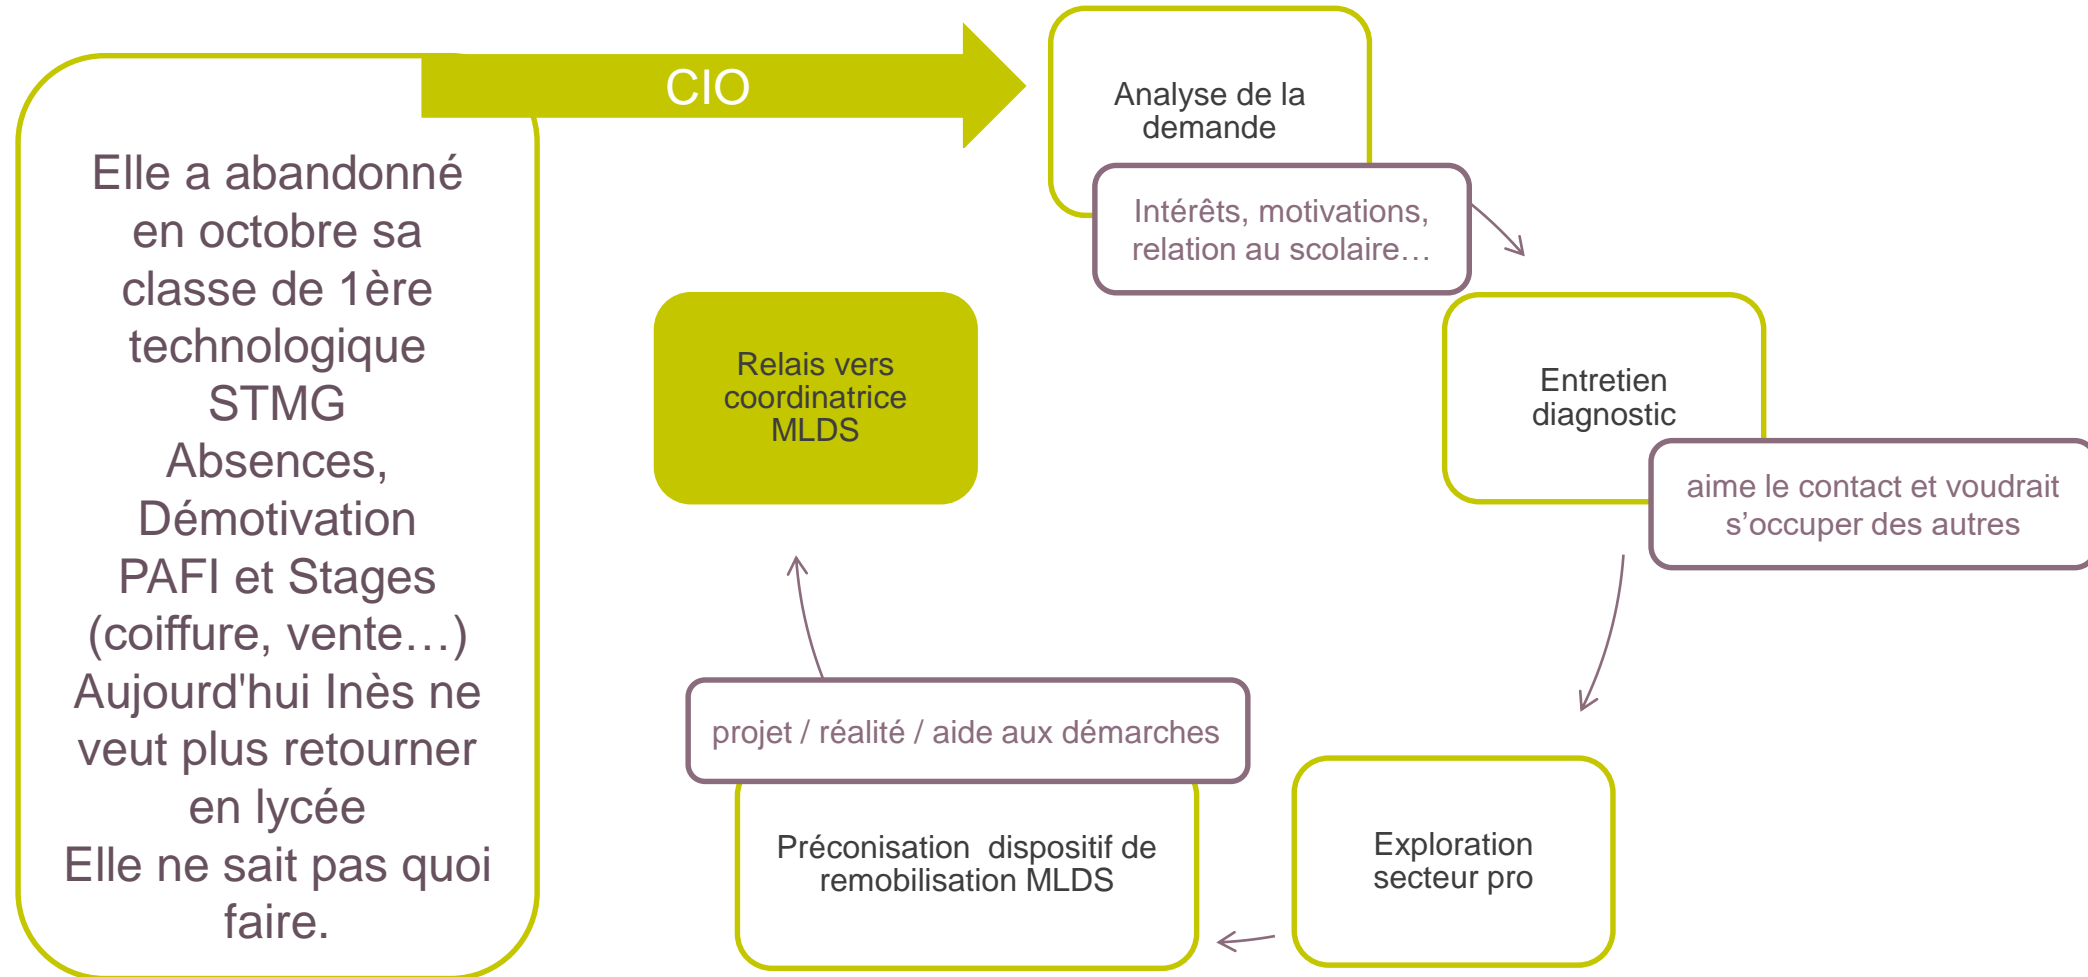 Elle a abandonné
en octobre sa
classe de 1ère
technologique
STMG
Absences,
Démotivation
PAFI et Stages
(coiffure, vente…)
Aujourd'hui Inès ne
veut plus retourner
en lycée
Elle ne sait pas quoi
faire.
CIO
Analyse de la
demande
Intérêts, motivations,
relation au scolaire…
Entretien
diagnostic
aime le contact et voudrait
s’occuper des autres
Exploration
secteur pro
projet / réalité / aide aux démarches
Préconisation dispositif de
remobilisation MLDS
Relais vers
coordinatrice
MLDS